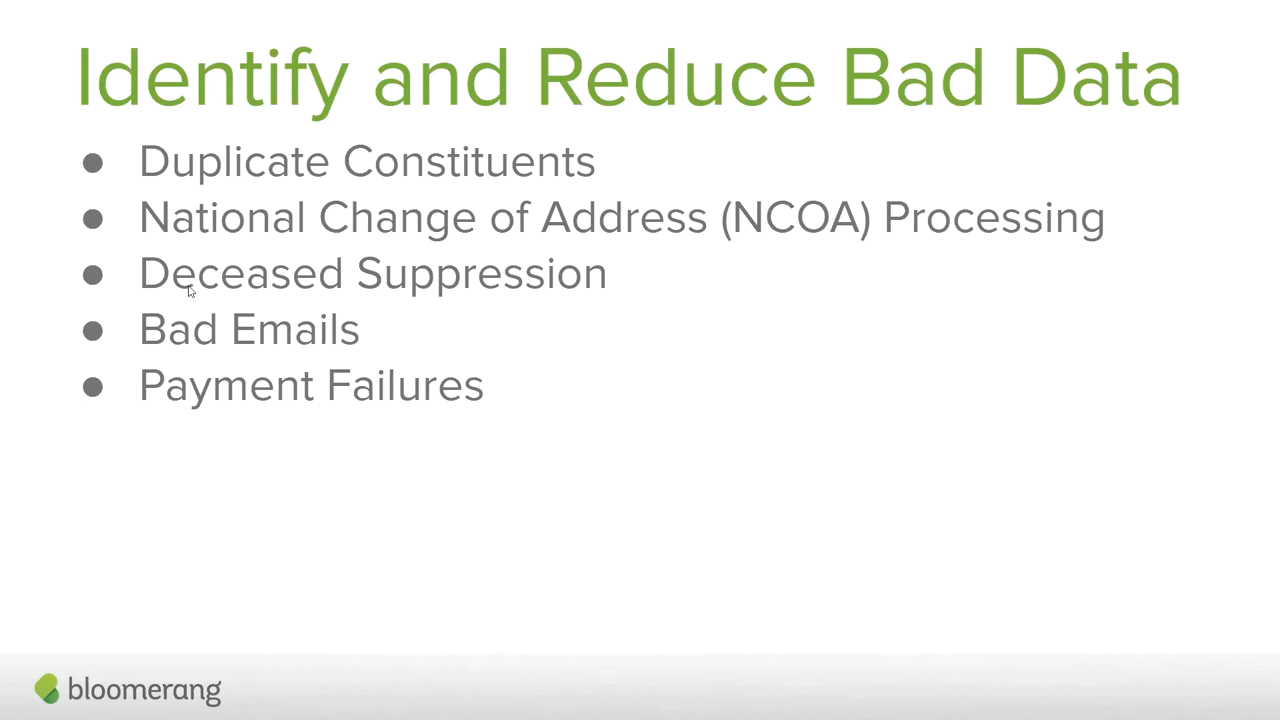 Identify and Reduce Bad Data
● Duplicate Constituents
● National Change of Address (NCOA) Processing
● Deceased Suppression
● Bad Emails
● Payment Failures
bloomerang